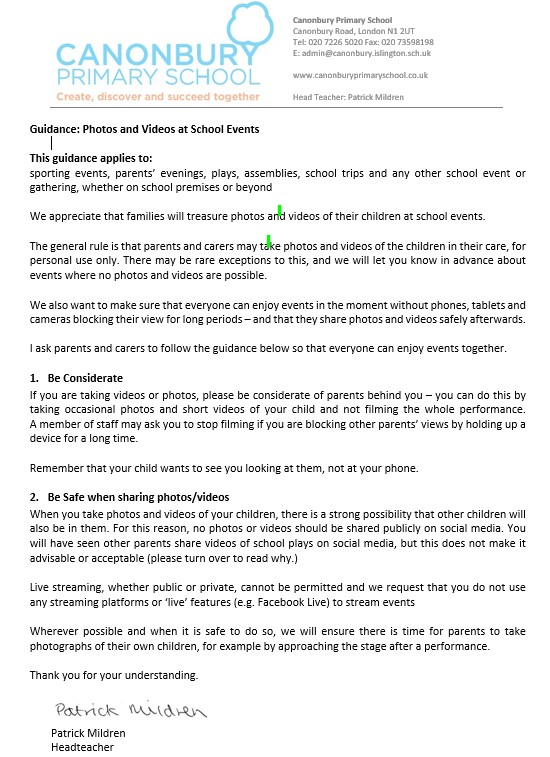 CANONBURY
PRIMARY SCHOOL
Create, discover and succeed together
Canonbury Primary School
Canonbury Road, London N1 2UT
Tel: 020 7226 5020 Fax: 020 73598198
E: admin@canonbury.islington.sch.uk
www.canonburyprimaryschool.co.uk
Head Teacher: Patrick Mildren
Guidance: Photos and Videos at School Events
This guidance applies to:
sporting events, parents' evenings, plays, assemblies, school trips and any other school event or
gathering, whether on school premises or beyond
We appreciate that families will treasure photos and videos of their children at school events.
The general rule is that parents and carers may take photos and videos of the children in their care, for
personal use only. There may be rare exceptions to this, and we will let you know in advance about
events where no photos and videos are possible.
We also want to make sure that everyone can enjoy events in the moment without phones, tablets and
cameras blocking their view for long periods – and that they share photos and videos safely afterwards.
I ask parents and carers to follow the guidance below so that everyone can enjoy events together.
1. Be Considerate
If you are taking videos or photos, please be considerate of parents behind you – you can do this by
taking occasional photos and short videos of your child and not filming the whole performance.
A member of staff may ask you to stop filming if you are blocking other parents' views by holding up a
device for a long time.
Remember that your child wants to see you looking at them, not at your phone.
2. Be Safe when sharing photos/videos
When you take photos and videos of your children, there is a strong possibility that other children will
also be in them. For this reason, no photos or videos should be shared publicly on social media. You
will have seen other parents share videos of school plays on social media, but this does not make it
advisable or acceptable (please turn over to read why.)
Live streaming, whether public or private, cannot be permitted and we request that you do not use
any streaming platforms or 'live' features (e.g. Facebook Live) to stream events
Wherever possible and when it is safe to do so, we will ensure there is time for parents to take
photographs of their own children, for example by approaching the stage after a performance.
Thank you for your understanding.
Patrick Mildren
Patrick Mildren
Headteacher